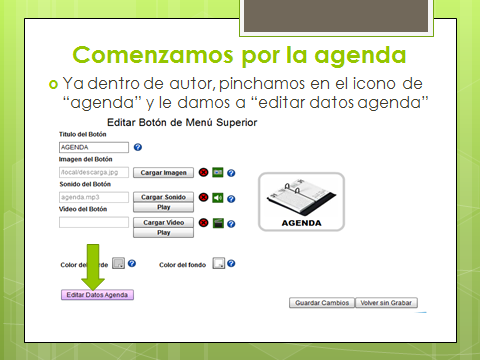 Comenzamos por la agenda
Ya dentro de autor, pinchamos en el icono de
“agenda” y le damos a “editar datos agenda”
Editar Botón de Menú Superior
Titulo del Botón
AGENDA
Imagen del Botón
/local/descarga.jpg
Cargar Imagen
Sonido del Botón
agenda.mp3
Cargar Sonido
Play
Video del Botón
Cargar Video
Play
AGENDA
Color del
rde
Color del fondo
Editar Datos Agenda
Guardar Cambios
Volver sin Grabar